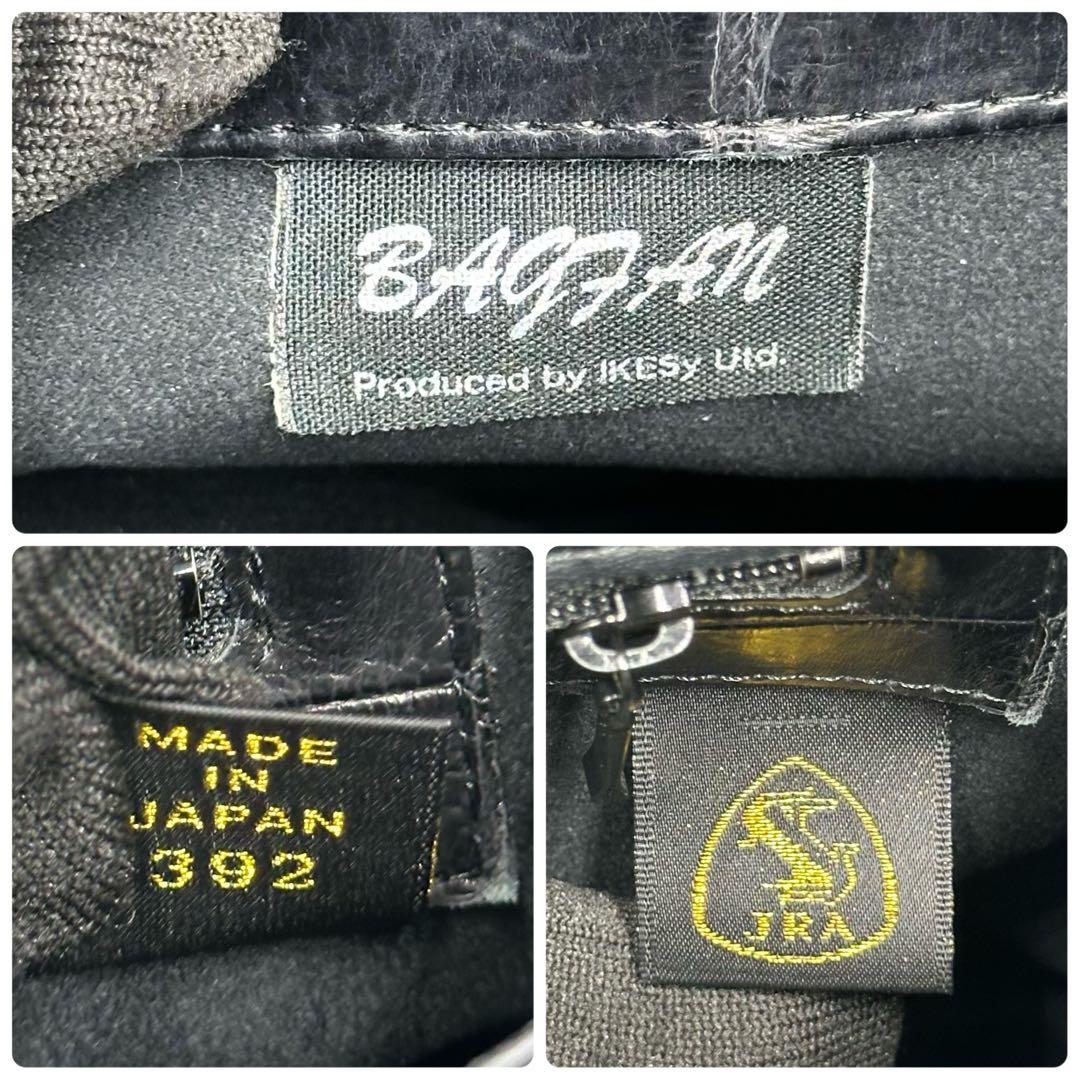 BAGFAN
Produced by IKESy Ltd.
MADE
IN
JAPAN
392
JRA